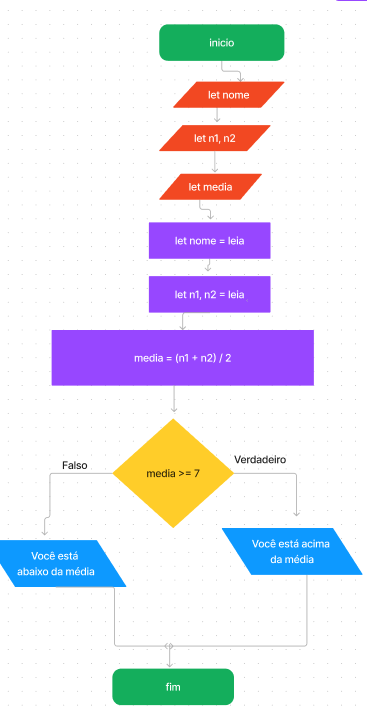 inicio
let nome
let n1, n2
let media
let nome = leia
let n1, n2 = leia
media = (n1 + n2) / 2
Falso
Verdadeiro
media >= 7
Você está
abaixo da média
Você está acima
da média
fim